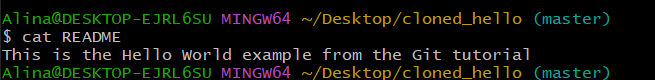 Alina@DESKTOP-EJRL6SU MINGW64 ~/Desktop/cloned_hello (master)
$ cat README
This is the Hello World example from the Git tutorial
Alina@DESKTOP-EJRL6SU MINGW64 ~/Desktop/cloned_hello (master)